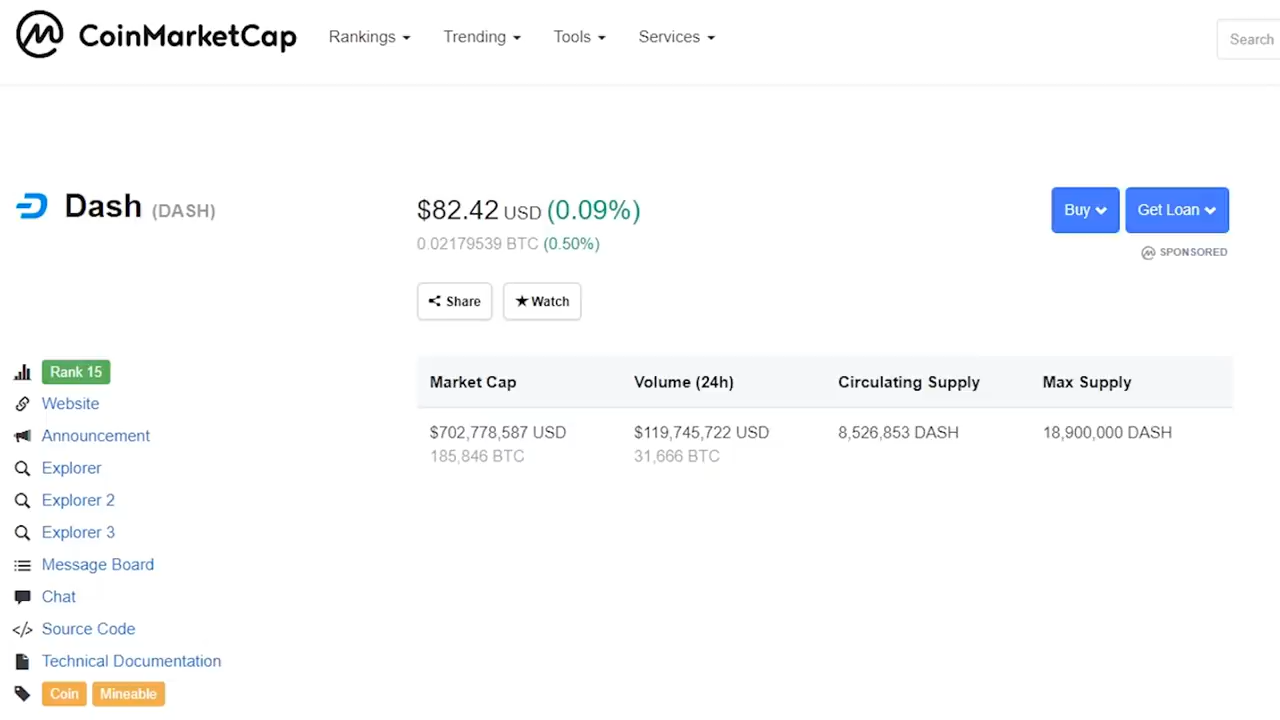 CoinMarketCap Rankings Trending Tools Services Search
Dash (DASH)
$82.42 USD (0.09%)
0.02179539 BTC (0.50%)
Buy Get Loan
SPONSORED
Share Watch
Rank 15
Website
Announcement
Explorer
Explorer 2
Explorer 3
Message Board
Chat
Source Code
Technical Documentation
Coin Mineable
Market Cap Volume (24h) Circulating Supply Max Supply
$702,778,587 USD $119,745,722 USD 8,526,853 DASH 18,900,000 DASH
185,846 BTC 31,666 BTC